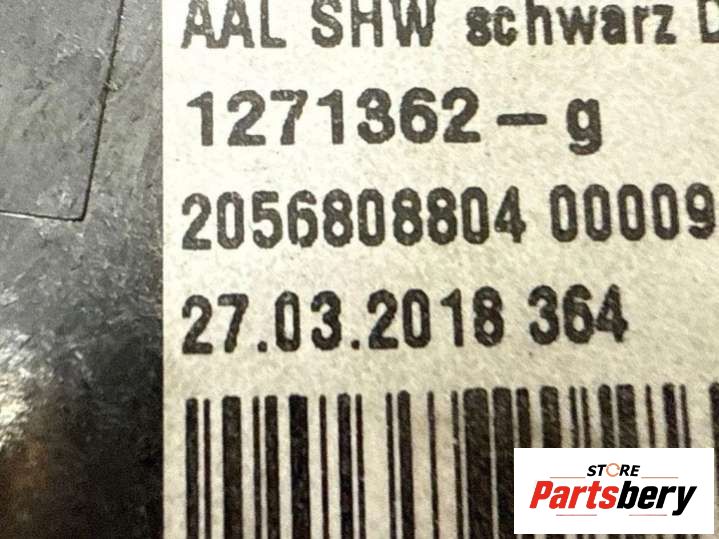 AAL SHW schwarz D
1271362-g
2056808804 00009
27.03.2018 364
STORE
Partsbery